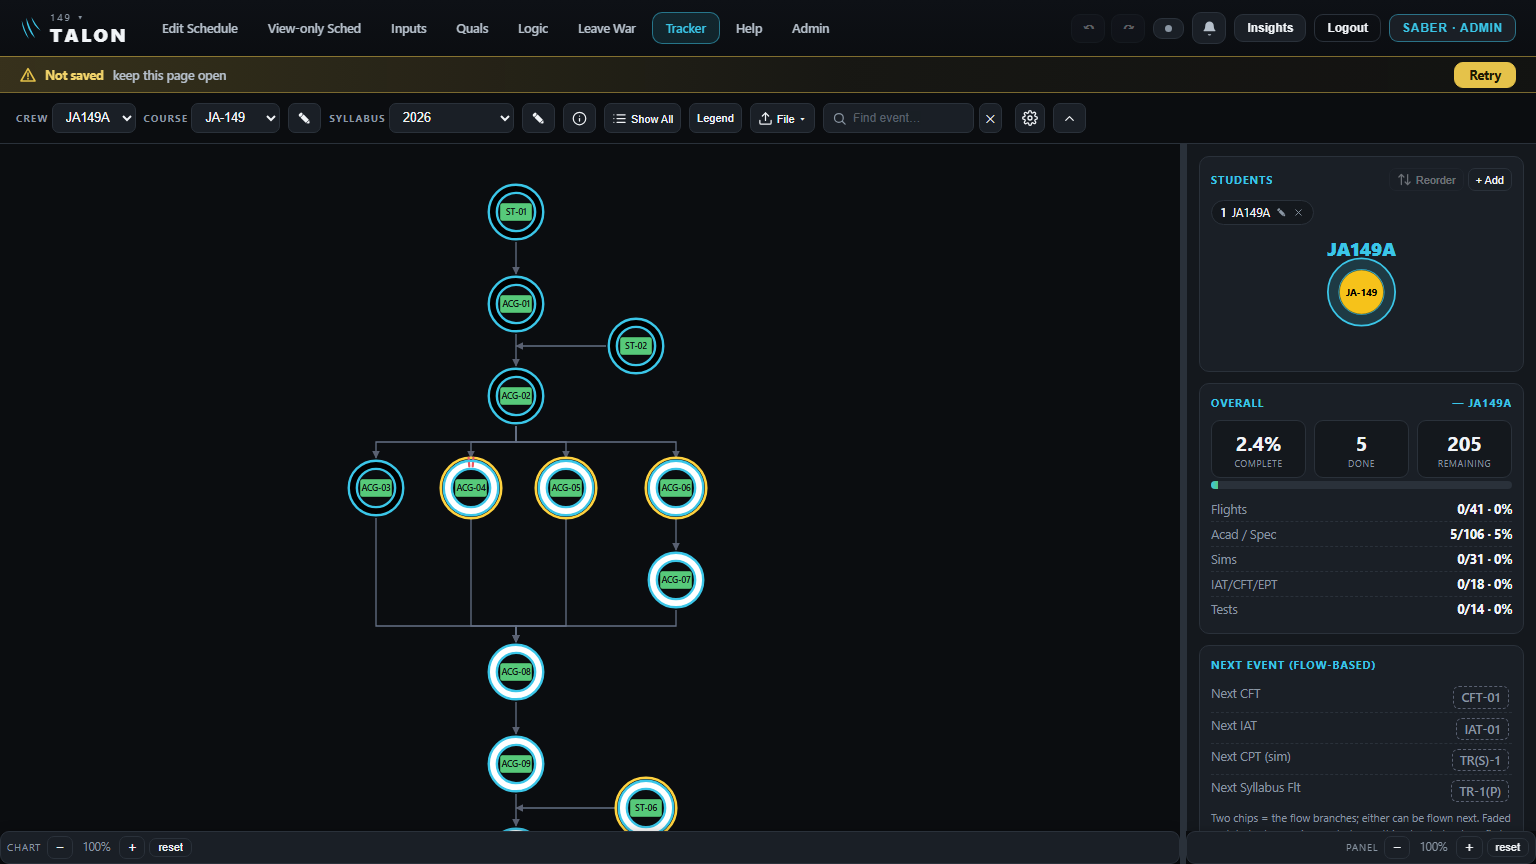 149
TALON
Edit Schedule
View-only Sched
Inputs
Quals
Logic
Leave War
Tracker
Help
Admin
Insights
Logout
SABER · ADMIN
Not saved keep this page open
Retry
CREW JA149A
COURSE JA-149
SYLLABUS 2026
Show All
Legend
File
Find event...
ST-01
ACG-01
ST-02
ACG-02
ACG-03
ACG-04
ACG-05
ACG-06
ACG-07
ACG-08
ACG-09
ST-06
CHART − 100% + reset
STUDENTS
Reorder
+ Add
1 JA149A
JA149A
JA-149
OVERALL
— JA149A
2.4%
COMPLETE
5
DONE
205
REMAINING
Flights 0/41 · 0%
Acad / Spec 5/106 · 5%
Sims 0/31 · 0%
IAT/CFT/EPT 0/18 · 0%
Tests 0/14 · 0%
NEXT EVENT (FLOW-BASED)
Next CFT CFT-01
Next IAT IAT-01
Next CPT (sim) TR(S)-1
Next Syllabus Flt TR-1(P)
Two chips = the flow branches; either can be flown next. Faded
PANEL − 100% + reset